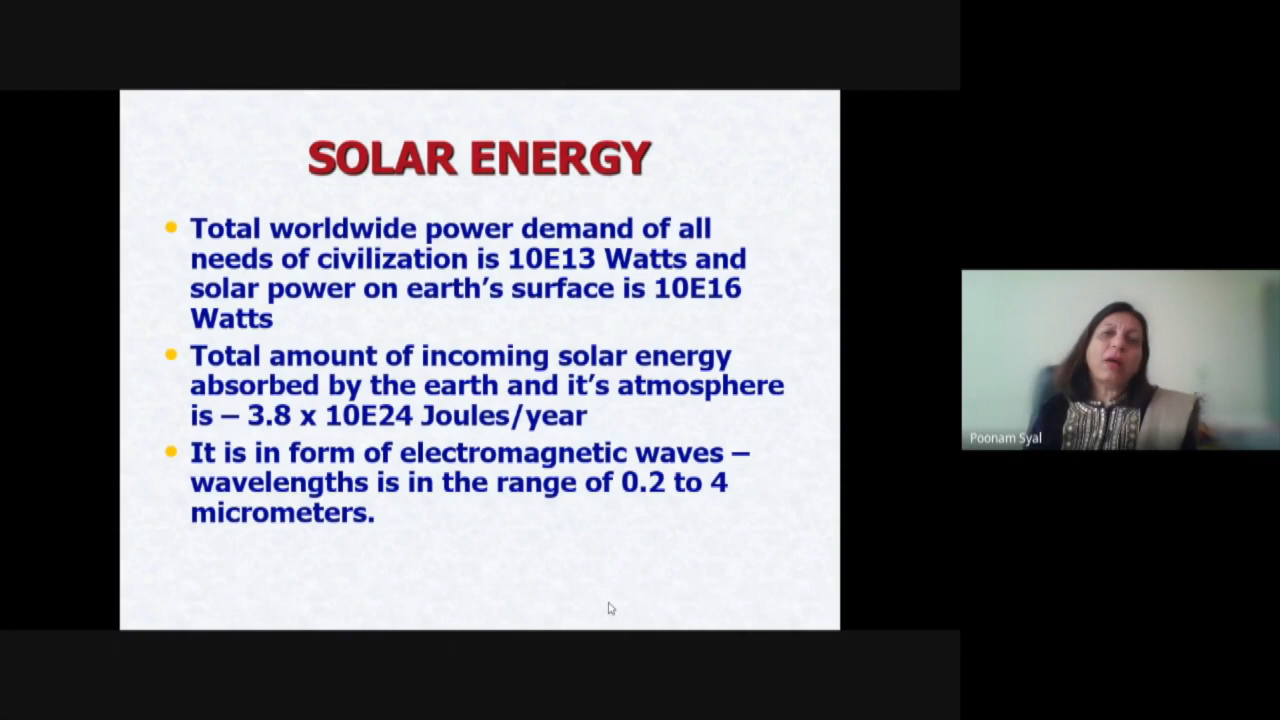 SOLAR ENERGY
• Total worldwide power demand of all
needs of civilization is 10E13 Watts and
solar power on earth’s surface is 10E16
Watts
• Total amount of incoming solar energy
absorbed by the earth and it’s atmosphere
is – 3.8 x 10E24 Joules/year
• It is in form of electromagnetic waves –
wavelengths is in the range of 0.2 to 4
micrometers.
Poonam Syal